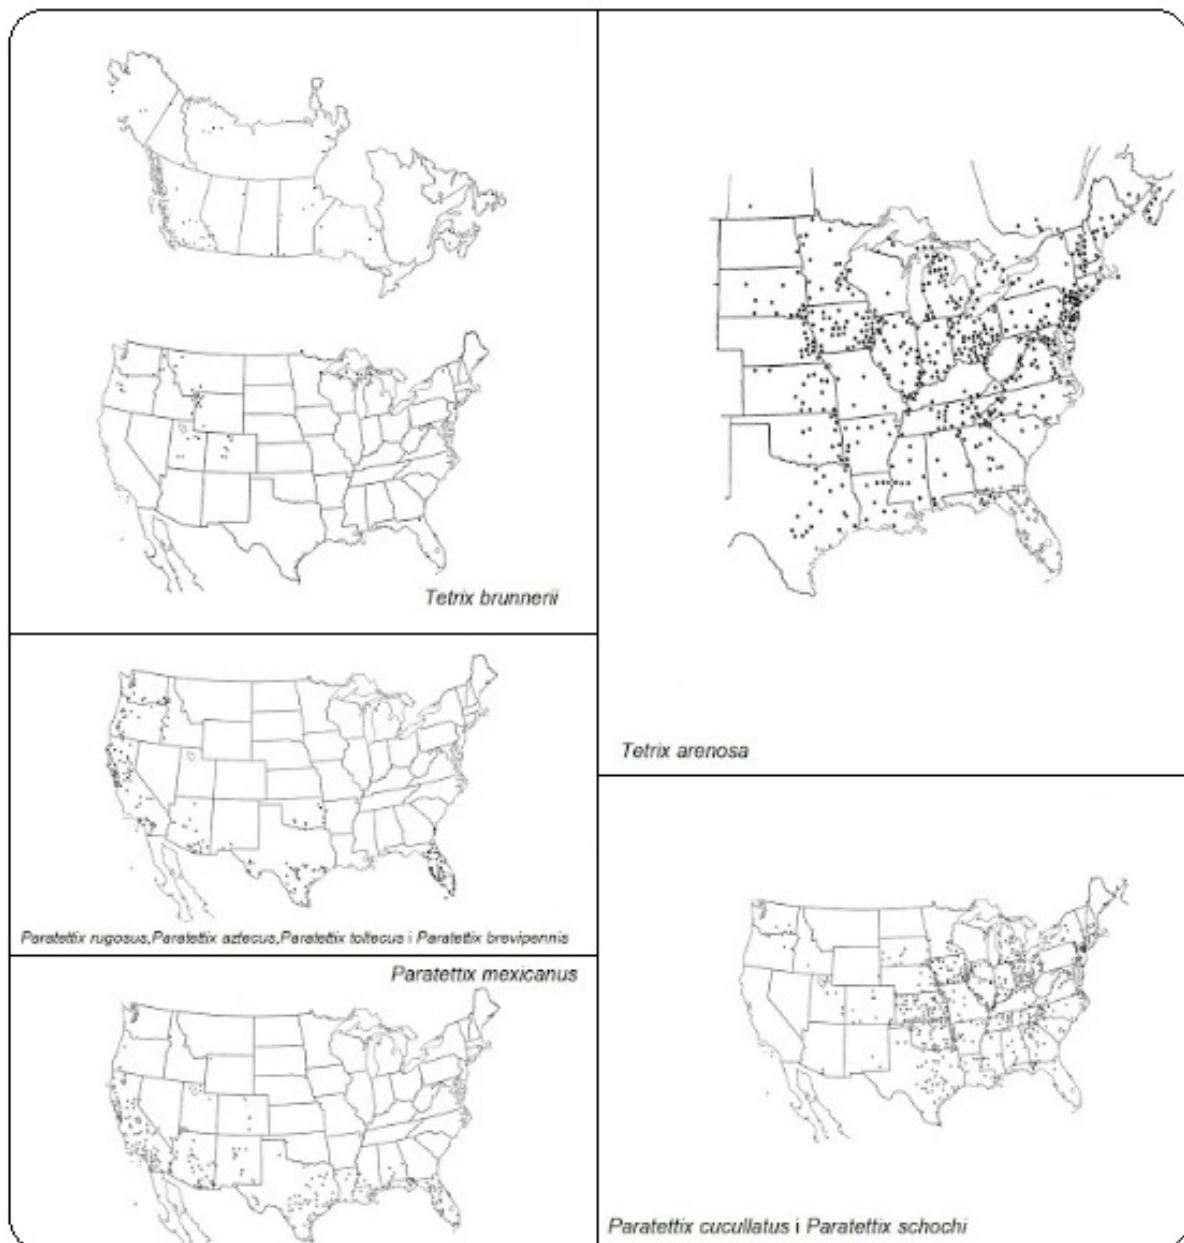 Tetrix brunnerii
Tetrix arenosa
Paratettix rugosus,Paratettix aztecus,Paratettix toltecus i Paratettix brevipennis
Paratettix mexicanus
Paratettix cucullatus i Paratettix schochi